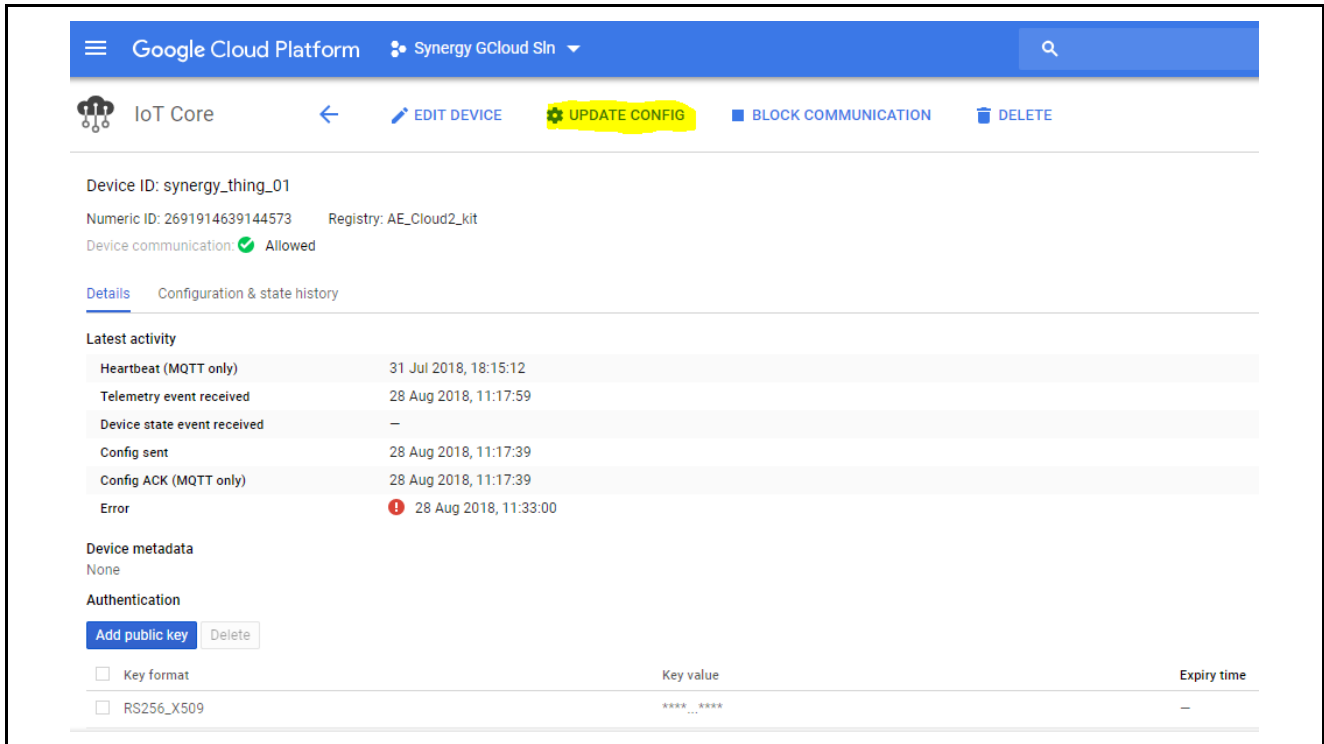 Google Cloud Platform Synergy GCloud Sln
IoT Core EDIT DEVICE UPDATE CONFIG BLOCK COMMUNICATION DELETE
Device ID: synergy_thing_01
Numeric ID: 2691914639144573 Registry: AE_Cloud2_kit
Device communication: Allowed
Details Configuration & state history
Latest activity
Heartbeat (MQTT only) 31 Jul 2018, 18:15:12
Telemetry event received 28 Aug 2018, 11:17:59
Device state event received –
Config sent 28 Aug 2018, 11:17:39
Config ACK (MQTT only) 28 Aug 2018, 11:17:39
Error 28 Aug 2018, 11:33:00
Device metadata
None
Authentication
Add public key Delete
Key format Key value Expiry time
RS256_X509 ****...**** –